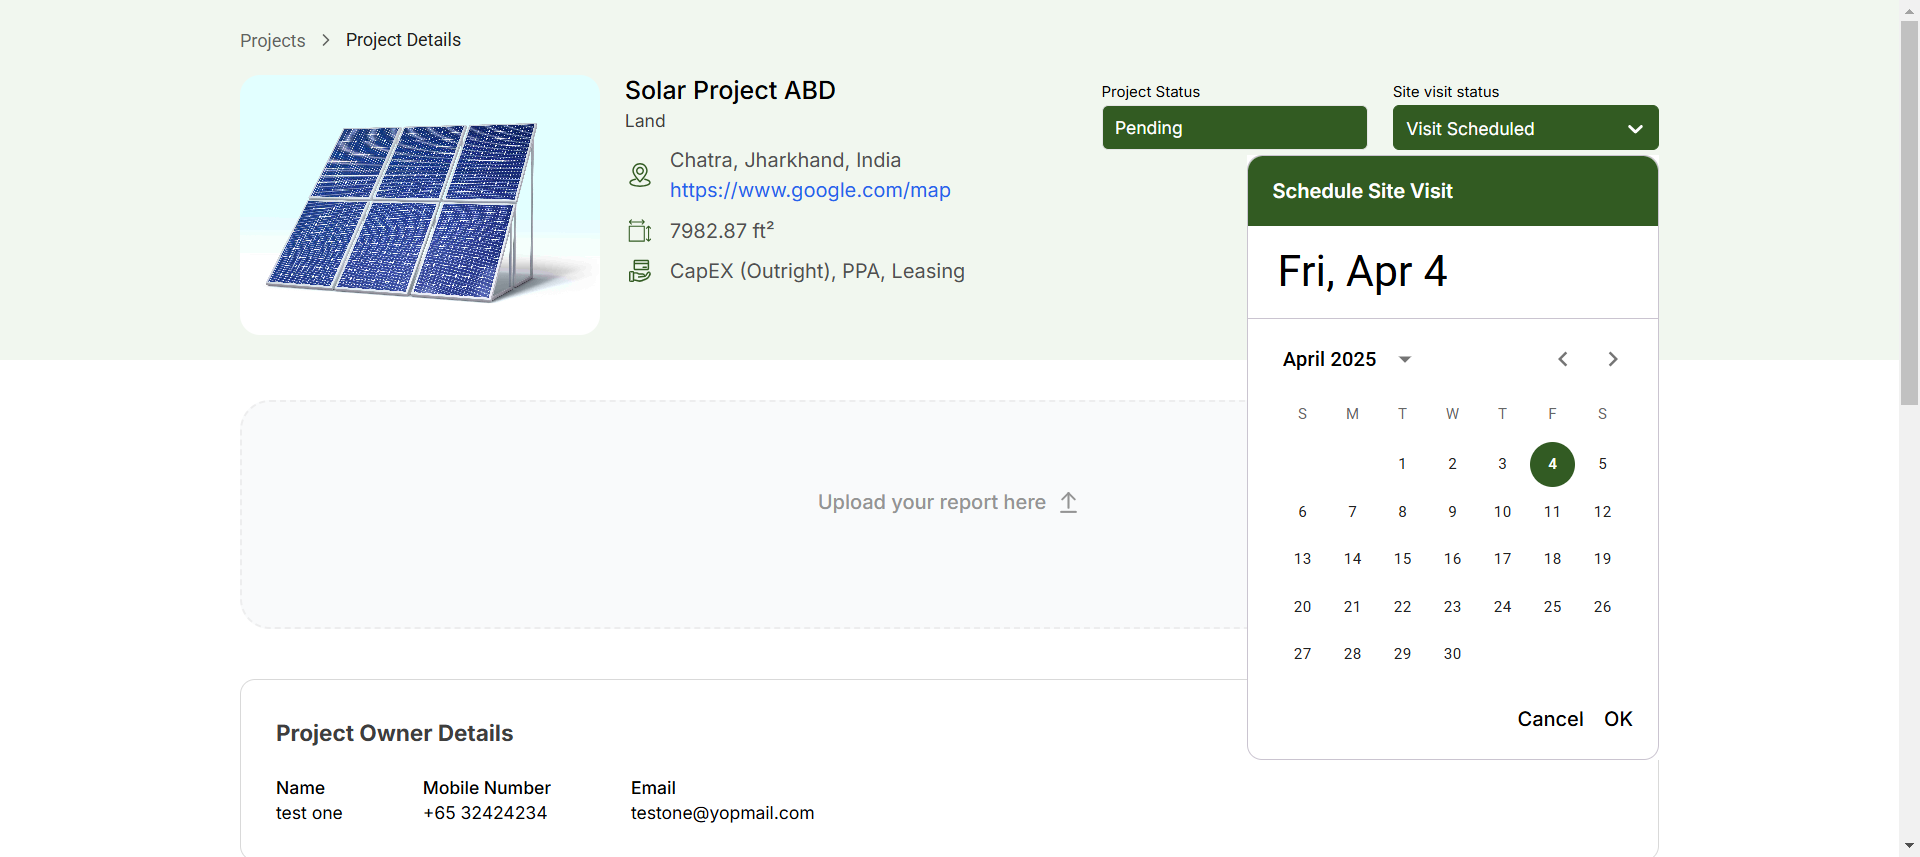 Projects > Project Details
Solar Project ABD
Land
Chatra, Jharkhand, India
https://www.google.com/map
7982.87 ft²
CapEX (Outright), PPA, Leasing
Project Status
Pending
Site visit status
Visit Scheduled
Schedule Site Visit
Fri, Apr 4
April 2025
S M T W T F S
1 2 3 4 5
6 7 8 9 10 11 12
13 14 15 16 17 18 19
20 21 22 23 24 25 26
27 28 29 30
Cancel OK
Upload your report here
Project Owner Details
Name Mobile Number Email
test one +65 32424234 testone@yopmail.com